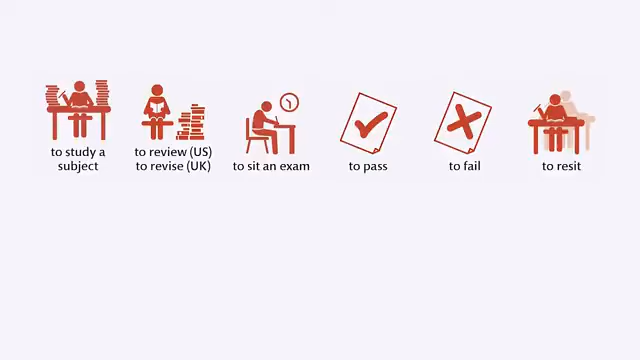 to study a
subject
to review (US)
to revise (UK)
to sit an exam
to pass
to fail
to resit